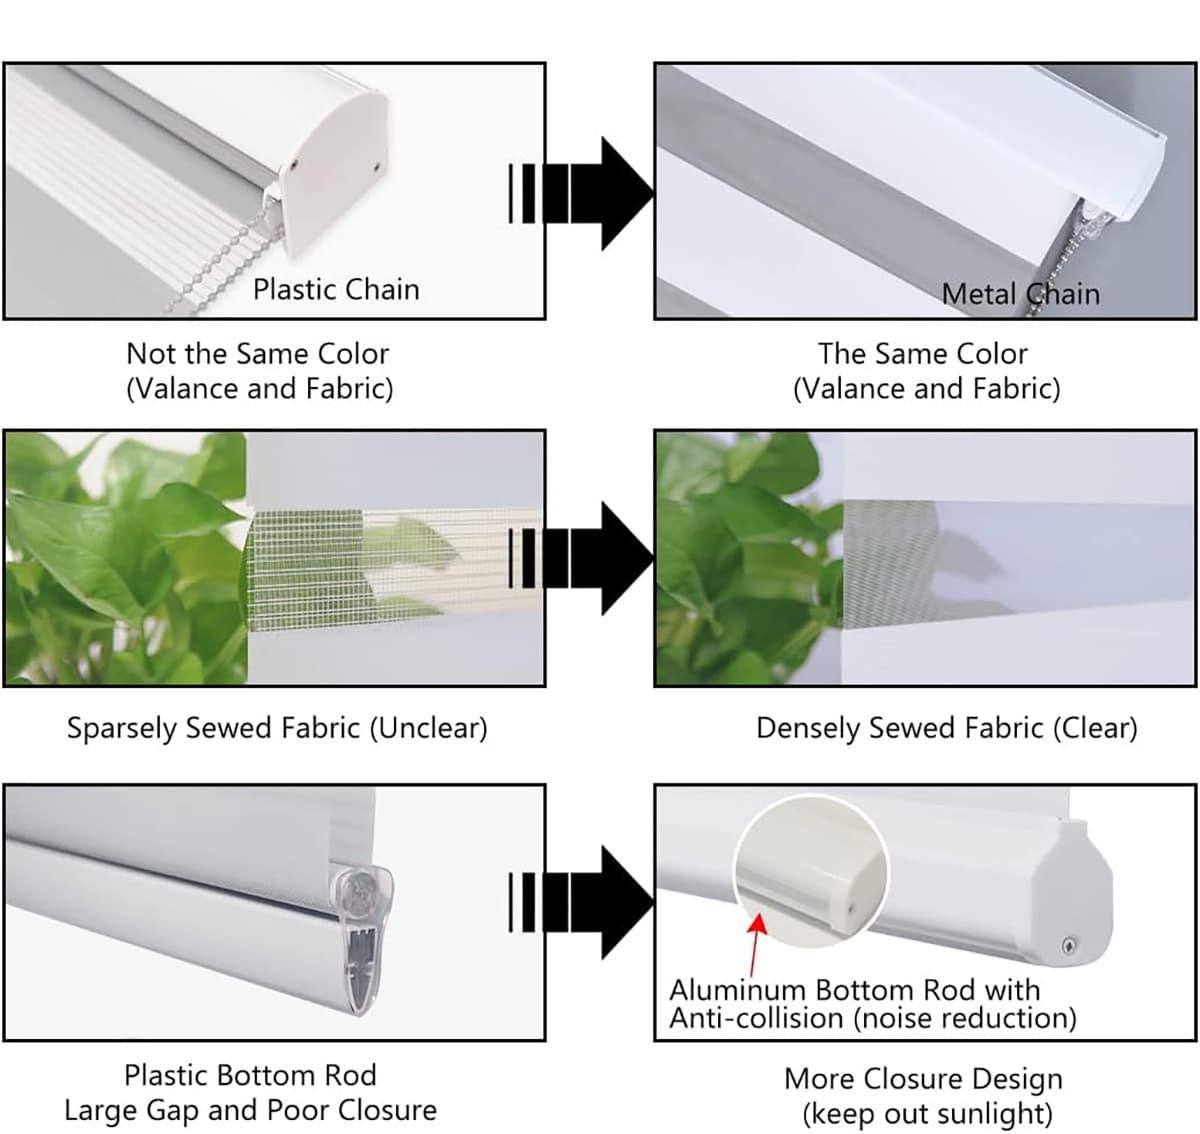 Plastic Chain
Metal Chain
Not the Same Color
(Valance and Fabric)
The Same Color
(Valance and Fabric)
Sparsely Sewed Fabric (Unclear)
Densely Sewed Fabric (Clear)
Aluminum Bottom Rod with
Anti-collision (noise reduction)
Plastic Bottom Rod
Large Gap and Poor Closure
More Closure Design
(keep out sunlight)